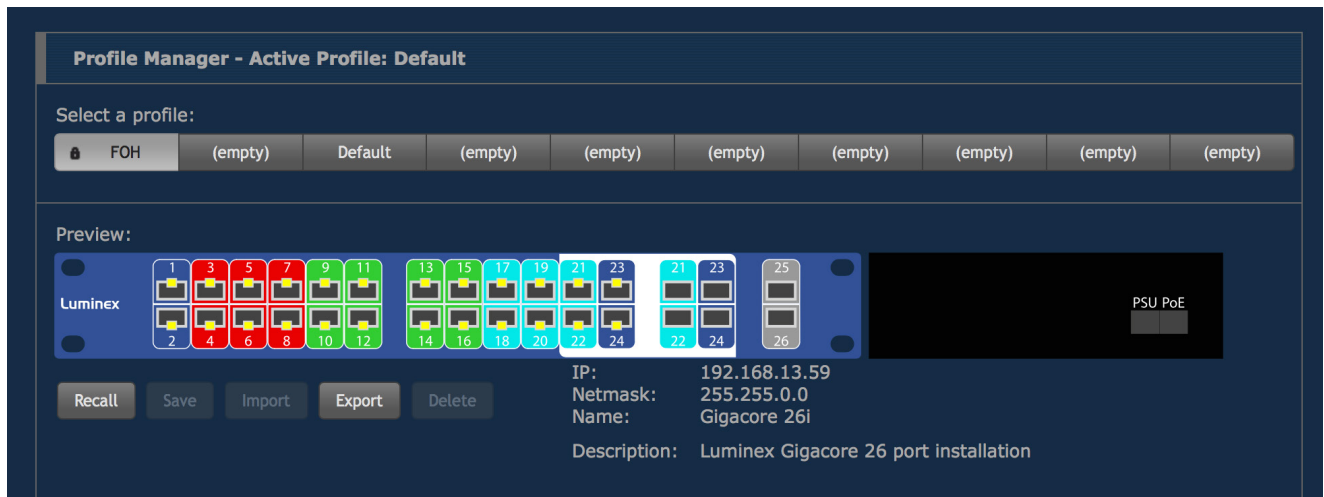 Profile Manager - Active Profile: Default
Select a profile:
FOH (empty) Default (empty) (empty) (empty) (empty) (empty) (empty) (empty)
Preview:
1 3 5 7 9 11 13 15 17 19 21 23 21 23 25
Luminex
PSU PoE
2 4 6 8 10 12 14 16 18 20 22 24 22 24 26
Recall Save Import Export Delete
IP: 192.168.13.59
Netmask: 255.255.0.0
Name: Gigacore 26i
Description: Luminex Gigacore 26 port installation